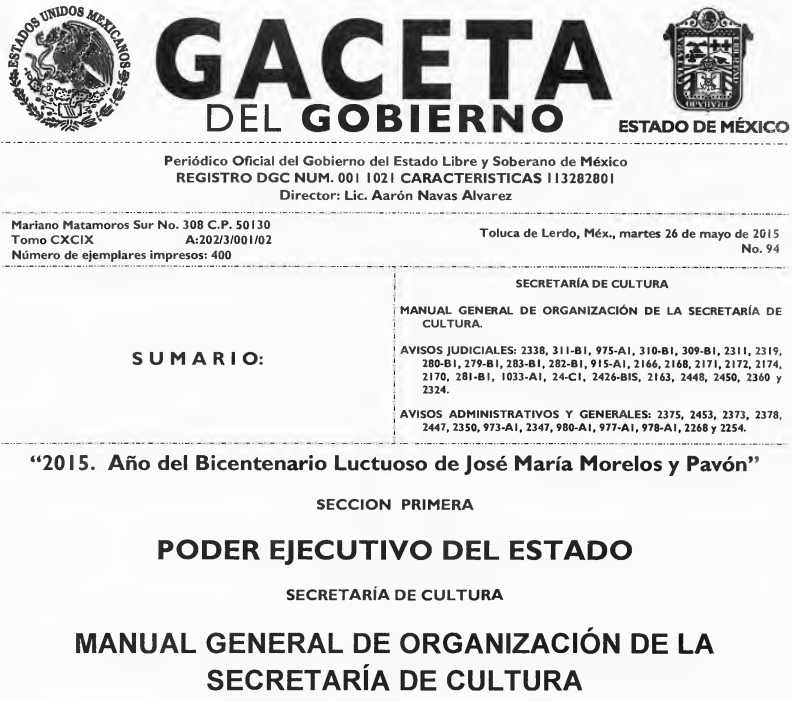 ESTADOS UNIDOS MEXICANOS
GACETA
DEL GOBIERNO
ESTADO DE MÉXICO
Periódico Oficial del Gobierno del Estado Libre y Soberano de México
REGISTRO DGC NUM. 001 1021 CARACTERISTICAS 113282801
Director: Lic. Aarón Navas Alvarez
Mariano Matamoros Sur No. 308 C.P. 50130
Tomo CXCIX A:202/3/001/02
Número de ejemplares impresos: 400
Toluca de Lerdo, Méx., martes 26 de mayo de 2015
No. 94
SUMARIO:
SECRETARÍA DE CULTURA
MANUAL GENERAL DE ORGANIZACIÓN DE LA SECRETARÍA DE
CULTURA.
AVISOS JUDICIALES: 2338, 311-B1, 975-A1, 310-B1, 309-B1, 2311, 2319,
280-B1, 279-B1, 283-B1, 282-B1, 915-A1, 2166, 2168, 2171, 2172, 2174,
2170, 281-B1, 1033-A1, 24-C1, 2426-BIS, 2163, 2448, 2450, 2360 y
2324.
AVISOS ADMINISTRATIVOS Y GENERALES: 2375, 2453, 2373, 2378,
2447, 2350, 973-A1, 2347, 980-A1, 977-A1, 978-A1, 2268 y 2254.
“2015. Año del Bicentenario Luctuoso de José María Morelos y Pavón”
SECCION PRIMERA
PODER EJECUTIVO DEL ESTADO
SECRETARÍA DE CULTURA
MANUAL GENERAL DE ORGANIZACIÓN DE LA
SECRETARÍA DE CULTURA